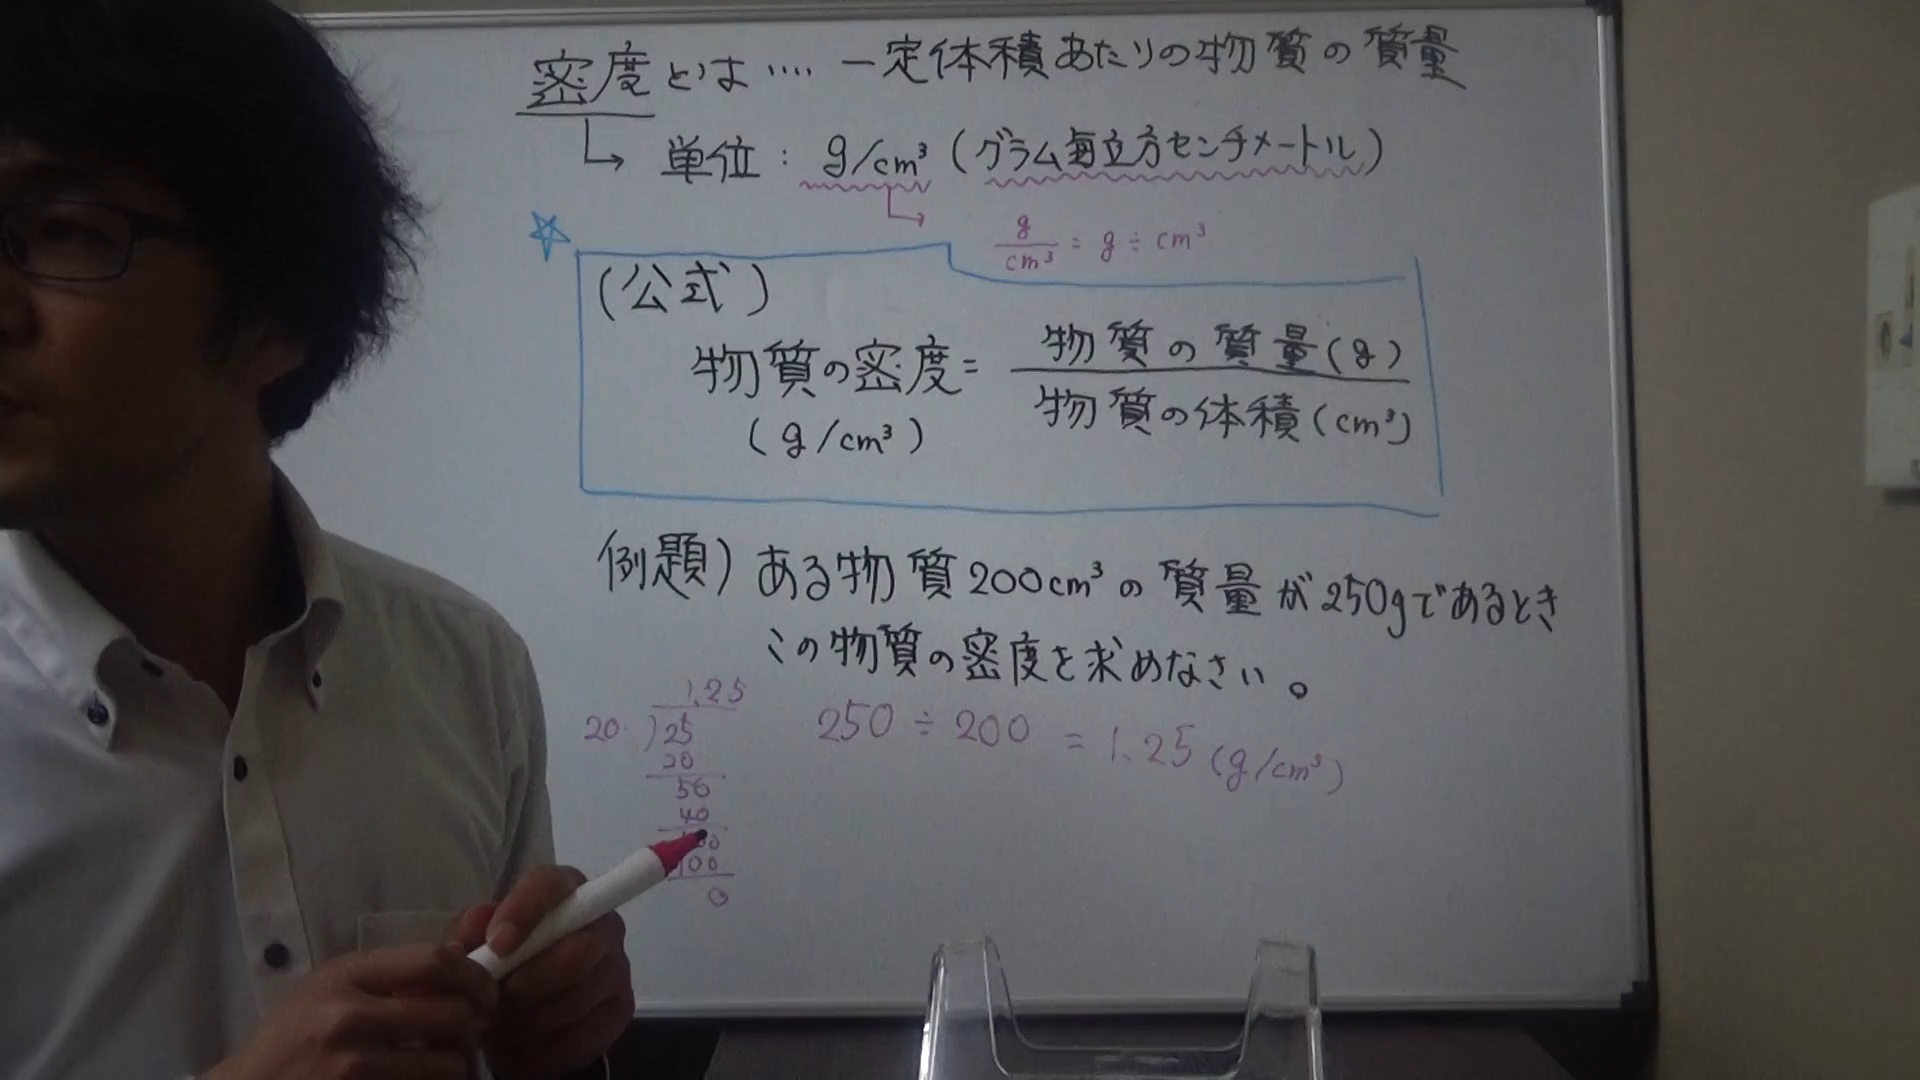 密度とは‥‥一定体積あたりの物質の質量
単位: g/cm³ (グラム毎立方センチメートル)
g/cm³ = g ÷ cm³
(公式)
物質の密度 = 物質の質量(g)
(g/cm³) 物質の体積(cm³)
例題) ある物質200cm³の質量が250gであるとき
この物質の密度を求めなさい。
250 ÷ 200 = 1.25 (g/cm³)
1.25
20 ) 25
20
50
40
100
100
0